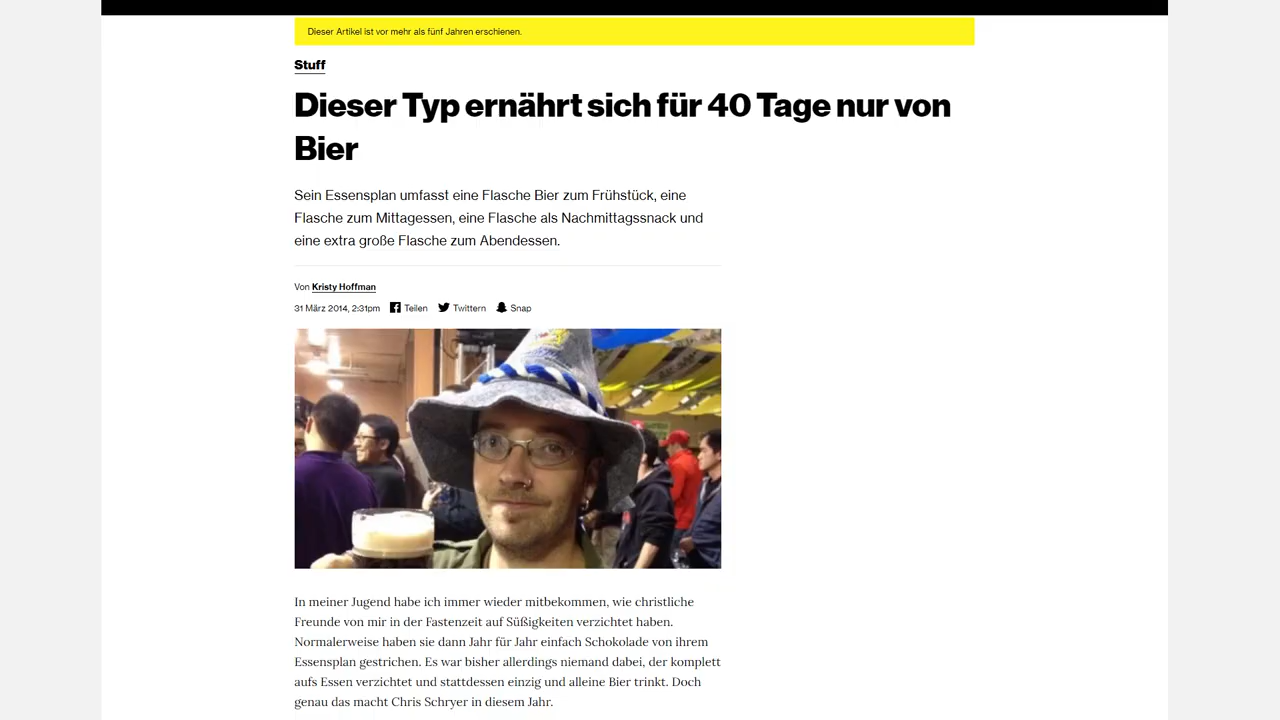 Dieser Artikel ist vor mehr als fünf Jahren erschienen.
Stuff
Dieser Typ ernährt sich für 40 Tage nur von
Bier
Sein Essensplan umfasst eine Flasche Bier zum Frühstück, eine
Flasche zum Mittagessen, eine Flasche als Nachmittagssnack und
eine extra große Flasche zum Abendessen.
Von Kristy Hoffman
31 März 2014, 2:31pm Teilen Twittern Snap
In meiner Jugend habe ich immer wieder mitbekommen, wie christliche
Freunde von mir in der Fastenzeit auf Süßigkeiten verzichtet haben.
Normalerweise haben sie dann Jahr für Jahr einfach Schokolade von ihrem
Essensplan gestrichen. Es war bisher allerdings niemand dabei, der komplett
aufs Essen verzichtet und stattdessen einzig und alleine Bier trinkt. Doch
genau das macht Chris Schryer in diesem Jahr.